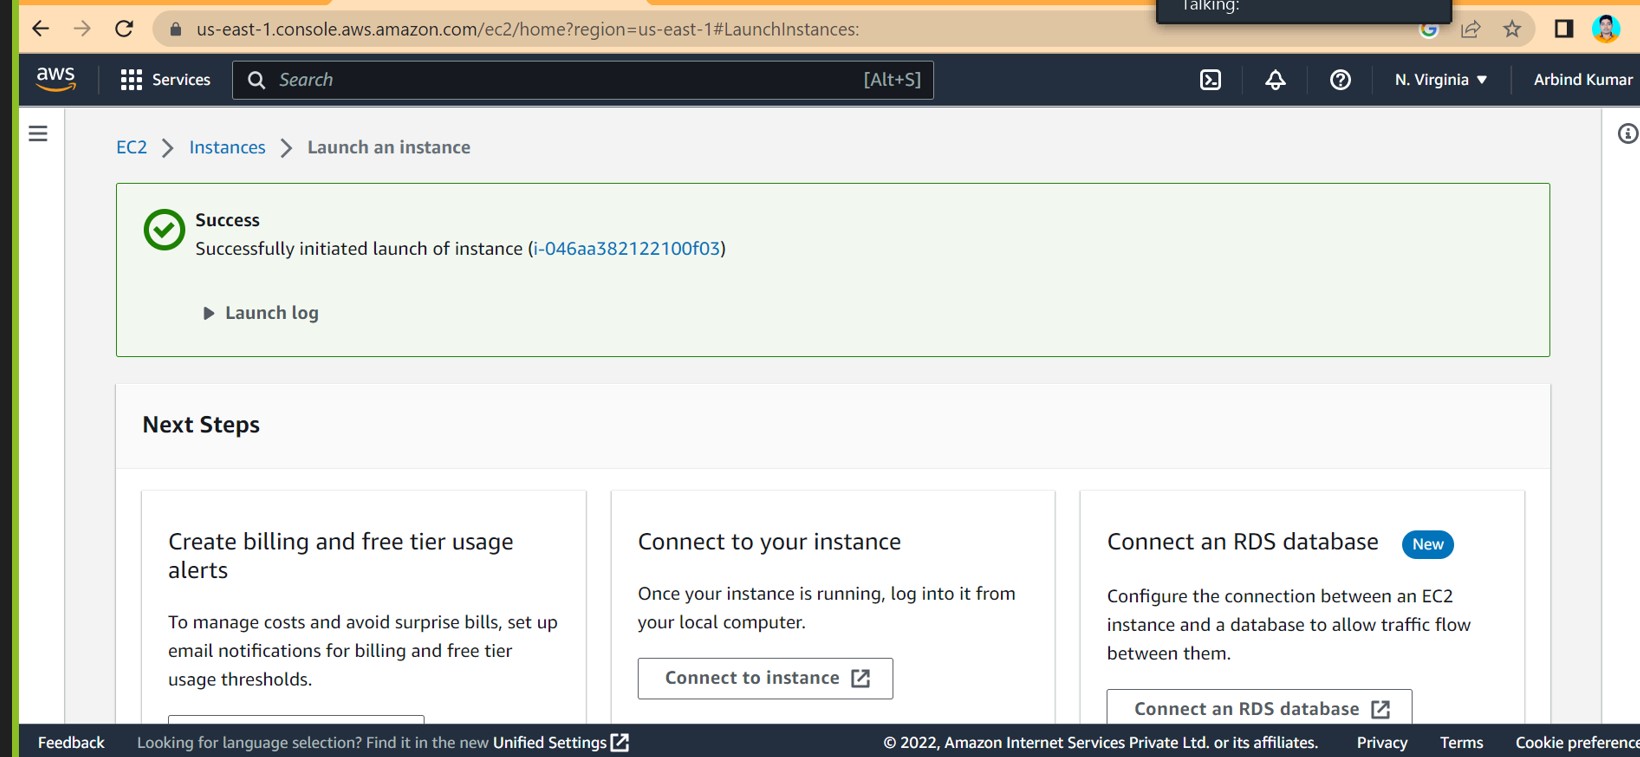 Talking:
us-east-1.console.aws.amazon.com/ec2/home?region=us-east-1#LaunchInstances:
aws Services Search [Alt+S] N. Virginia Arbind Kumar
EC2 Instances Launch an instance
Success
Successfully initiated launch of instance (i-046aa382122100f03)
Launch log
Next Steps
Create billing and free tier usage
alerts
To manage costs and avoid surprise bills, set up
email notifications for billing and free tier
usage thresholds.
Connect to your instance
Once your instance is running, log into it from
your local computer.
Connect to instance
Connect an RDS database New
Configure the connection between an EC2
instance and a database to allow traffic flow
between them.
Connect an RDS database
Feedback Looking for language selection? Find it in the new Unified Settings © 2022, Amazon Internet Services Private Ltd. or its affiliates. Privacy Terms Cookie preference